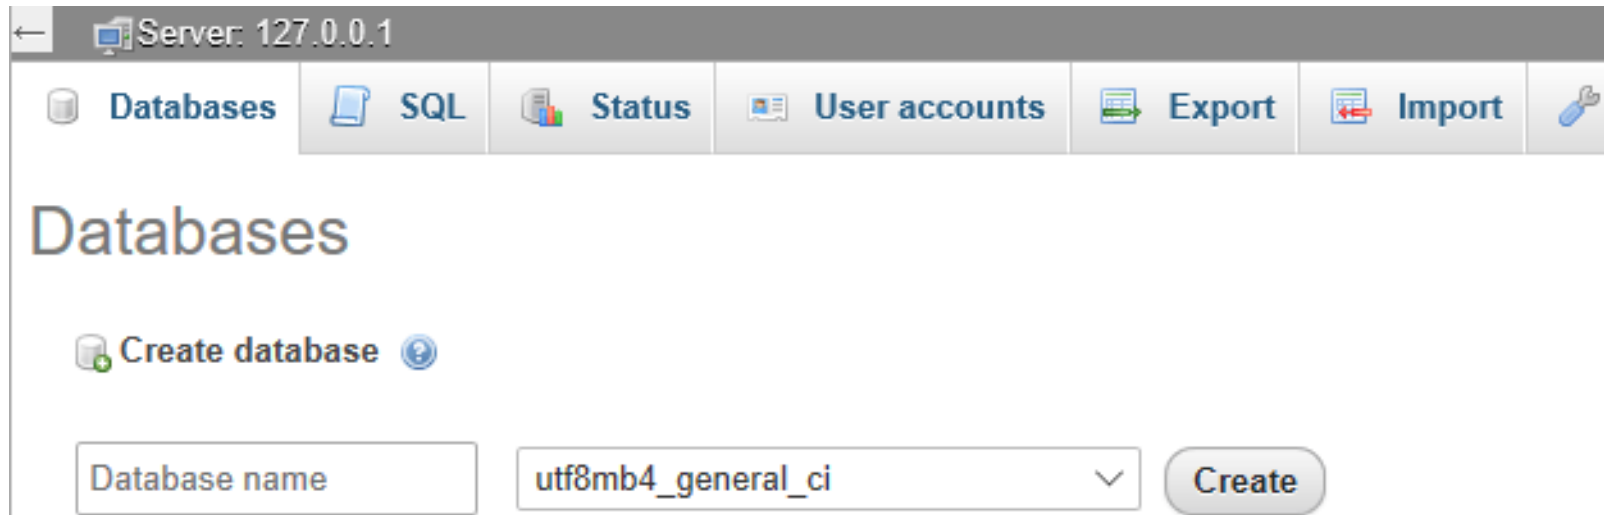 ← Server: 127.0.0.1
Databases SQL Status User accounts Export Import
Databases
Create database
Database name utf8mb4_general_ci Create